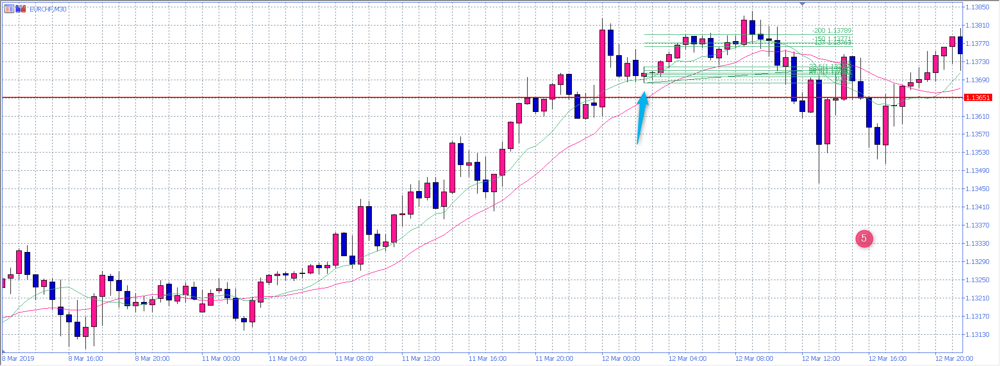 EURCHF,M30
1.13850
1.13810
-200 1.13789
-150 1.13771
1.13770
-127 1.13763
1.13730
1.13690
1.13651
1.13610
1.13570
1.13530
1.13490
1.13450
1.13410
1.13370
5
1.13330
1.13290
1.13250
1.13210
1.13170
1.13130
8 Mar 2019
8 Mar 16:00
8 Mar 20:00
11 Mar 00:00
11 Mar 04:00
11 Mar 08:00
11 Mar 12:00
11 Mar 16:00
11 Mar 20:00
12 Mar 00:00
12 Mar 04:00
12 Mar 08:00
12 Mar 12:00
12 Mar 16:00
12 Mar 20:00